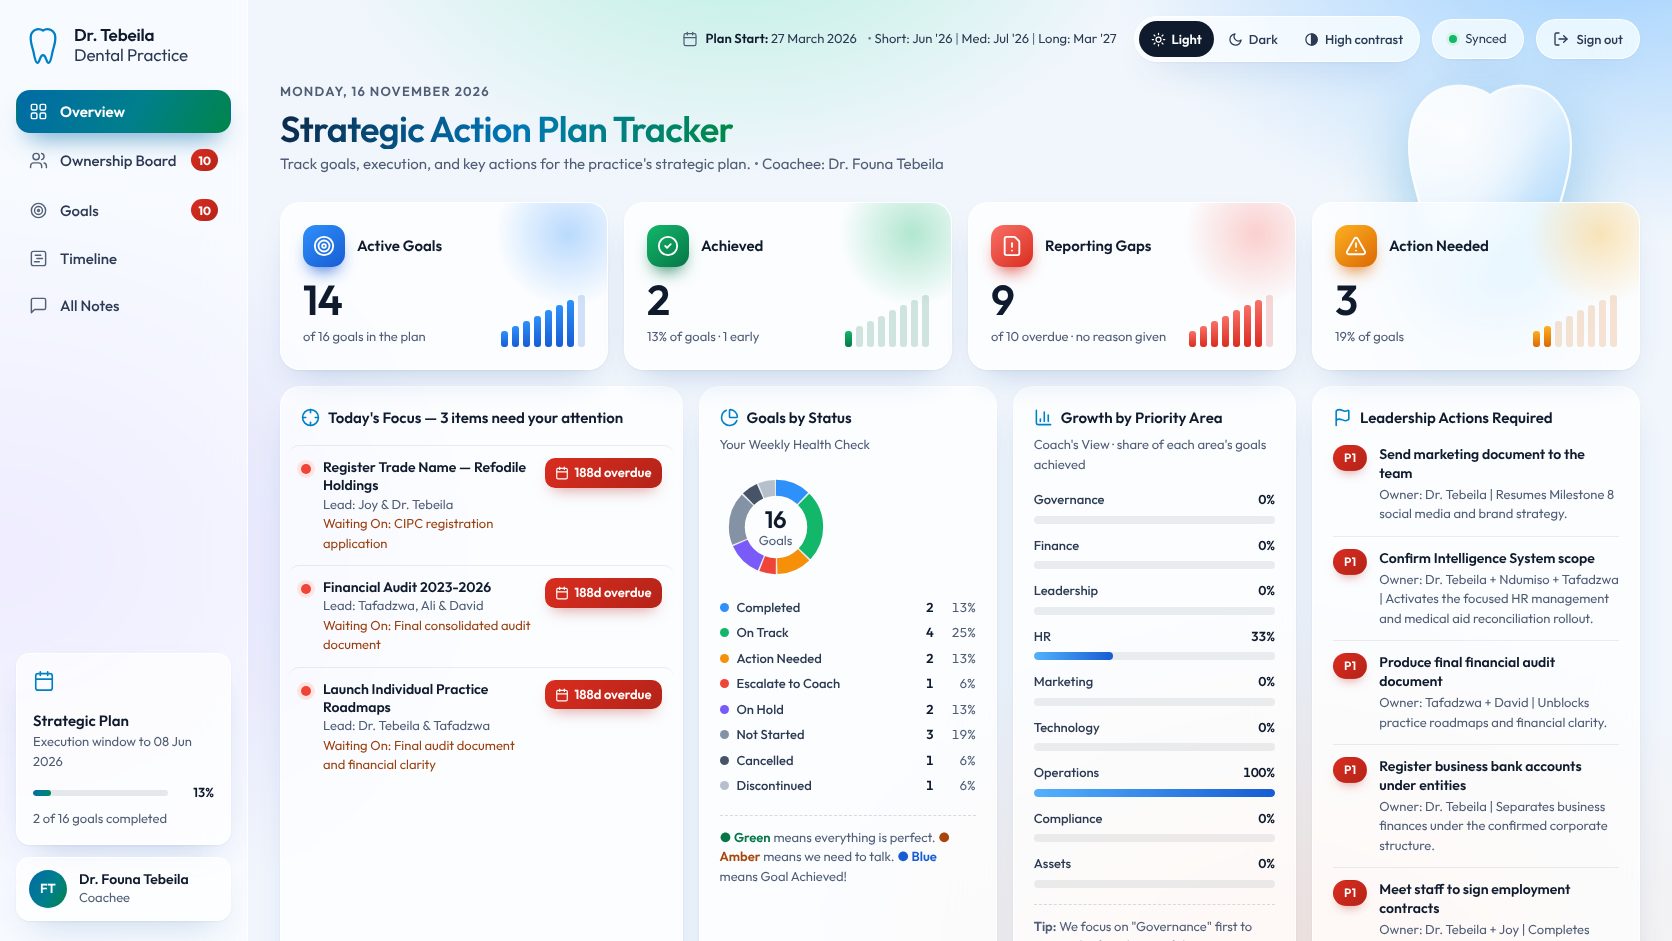 Dr. Tebeila
Dental Practice
Overview
Ownership Board 10
Goals 10
Timeline
All Notes
Strategic Plan
Execution window to 08 Jun
2026
13%
2 of 16 goals completed
FT
Dr. Founa Tebeila
Coachee
Plan Start: 27 March 2026 • Short: Jun '26 | Med: Jul '26 | Long: Mar '27
Light
Dark
High contrast
Synced
Sign out
MONDAY, 16 NOVEMBER 2026
Strategic Action Plan Tracker
Track goals, execution, and key actions for the practice's strategic plan. • Coachee: Dr. Founa Tebeila
Active Goals
14
of 16 goals in the plan
Achieved
2
13% of goals · 1 early
Reporting Gaps
9
of 10 overdue · no reason given
Action Needed
3
19% of goals
Today's Focus — 3 items need your attention
Register Trade Name — Refodile
Holdings
188d overdue
Lead: Joy & Dr. Tebeila
Waiting On: CIPC registration
application
Financial Audit 2023-2026
188d overdue
Lead: Tafadzwa, Ali & David
Waiting On: Final consolidated audit
document
Launch Individual Practice
Roadmaps
188d overdue
Lead: Dr. Tebeila & Tafadzwa
Waiting On: Final audit document
and financial clarity
Goals by Status
Your Weekly Health Check
16
Goals
Completed 2 13%
On Track 4 25%
Action Needed 2 13%
Escalate to Coach 1 6%
On Hold 2 13%
Not Started 3 19%
Cancelled 1 6%
Discontinued 1 6%
Green means everything is perfect.
Amber means we need to talk. Blue
means Goal Achieved!
Growth by Priority Area
Coach's View · share of each area's goals
achieved
Governance 0%
Finance 0%
Leadership 0%
HR 33%
Marketing 0%
Technology 0%
Operations 100%
Compliance 0%
Assets 0%
Tip: We focus on "Governance" first to
Leadership Actions Required
P1
Send marketing document to the
team
Owner: Dr. Tebeila | Resumes Milestone 8
social media and brand strategy.
P1
Confirm Intelligence System scope
Owner: Dr. Tebeila + Ndumiso + Tafadzwa
| Activates the focused HR management
and medical aid reconciliation rollout.
P1
Produce final financial audit
document
Owner: Tafadzwa + David | Unblocks
practice roadmaps and financial clarity.
P1
Register business bank accounts
under entities
Owner: Dr. Tebeila | Separates business
finances under the confirmed corporate
structure.
P1
Meet staff to sign employment
contracts
Owner: Dr. Tebeila + Joy | Completes